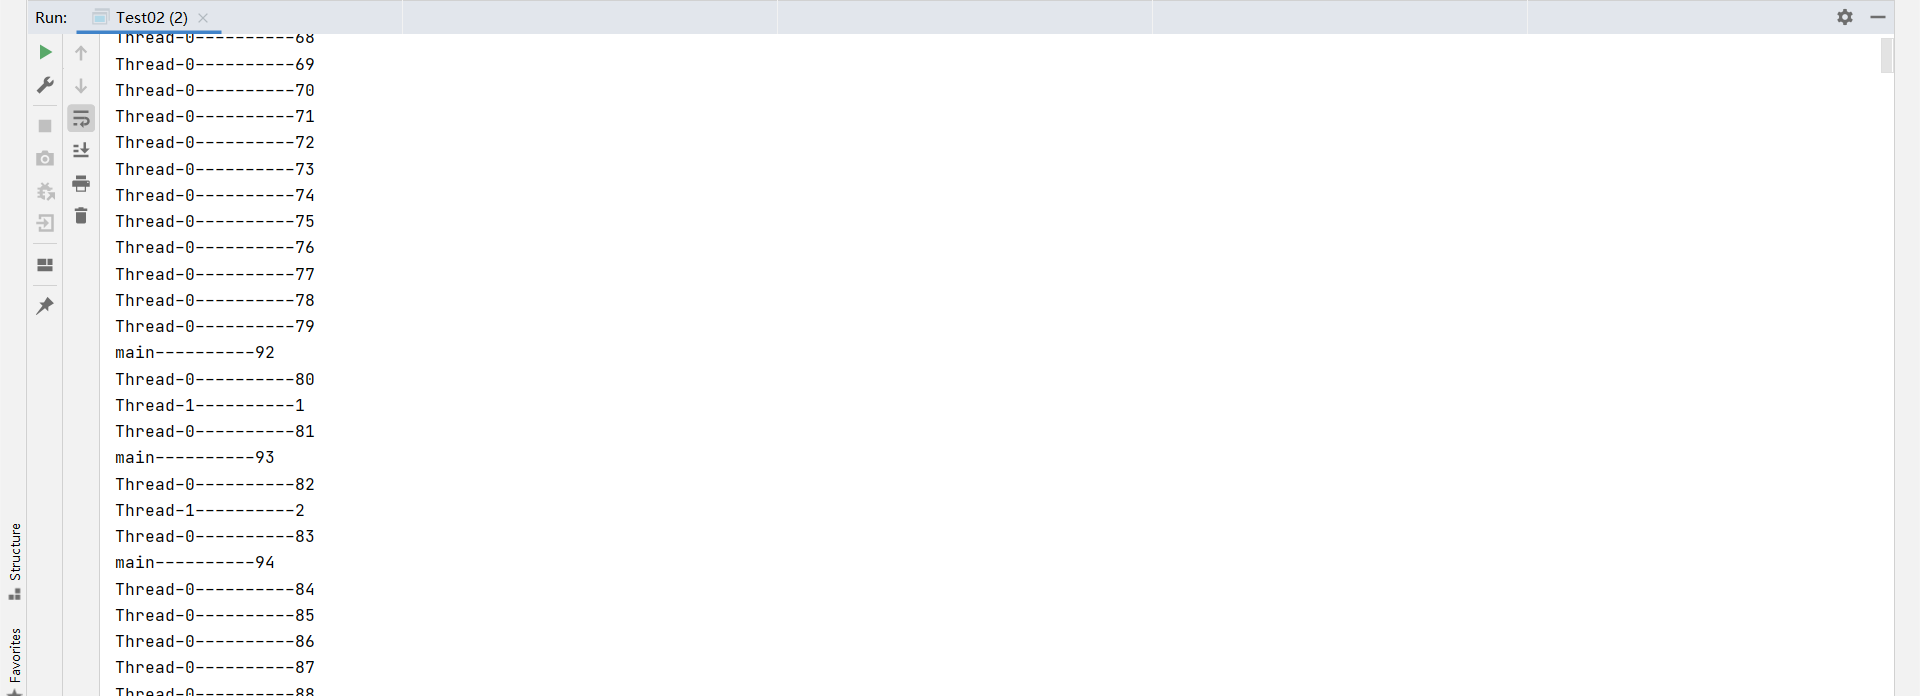 Run: Test02 (2)
Thread-0----------68
Thread-0----------69
Thread-0----------70
Thread-0----------71
Thread-0----------72
Thread-0----------73
Thread-0----------74
Thread-0----------75
Thread-0----------76
Thread-0----------77
Thread-0----------78
Thread-0----------79
main----------92
Thread-0----------80
Thread-1----------1
Thread-0----------81
main----------93
Thread-0----------82
Thread-1----------2
Thread-0----------83
main----------94
Thread-0----------84
Thread-0----------85
Thread-0----------86
Thread-0----------87
Thread-0----------88
Structure
Favorites